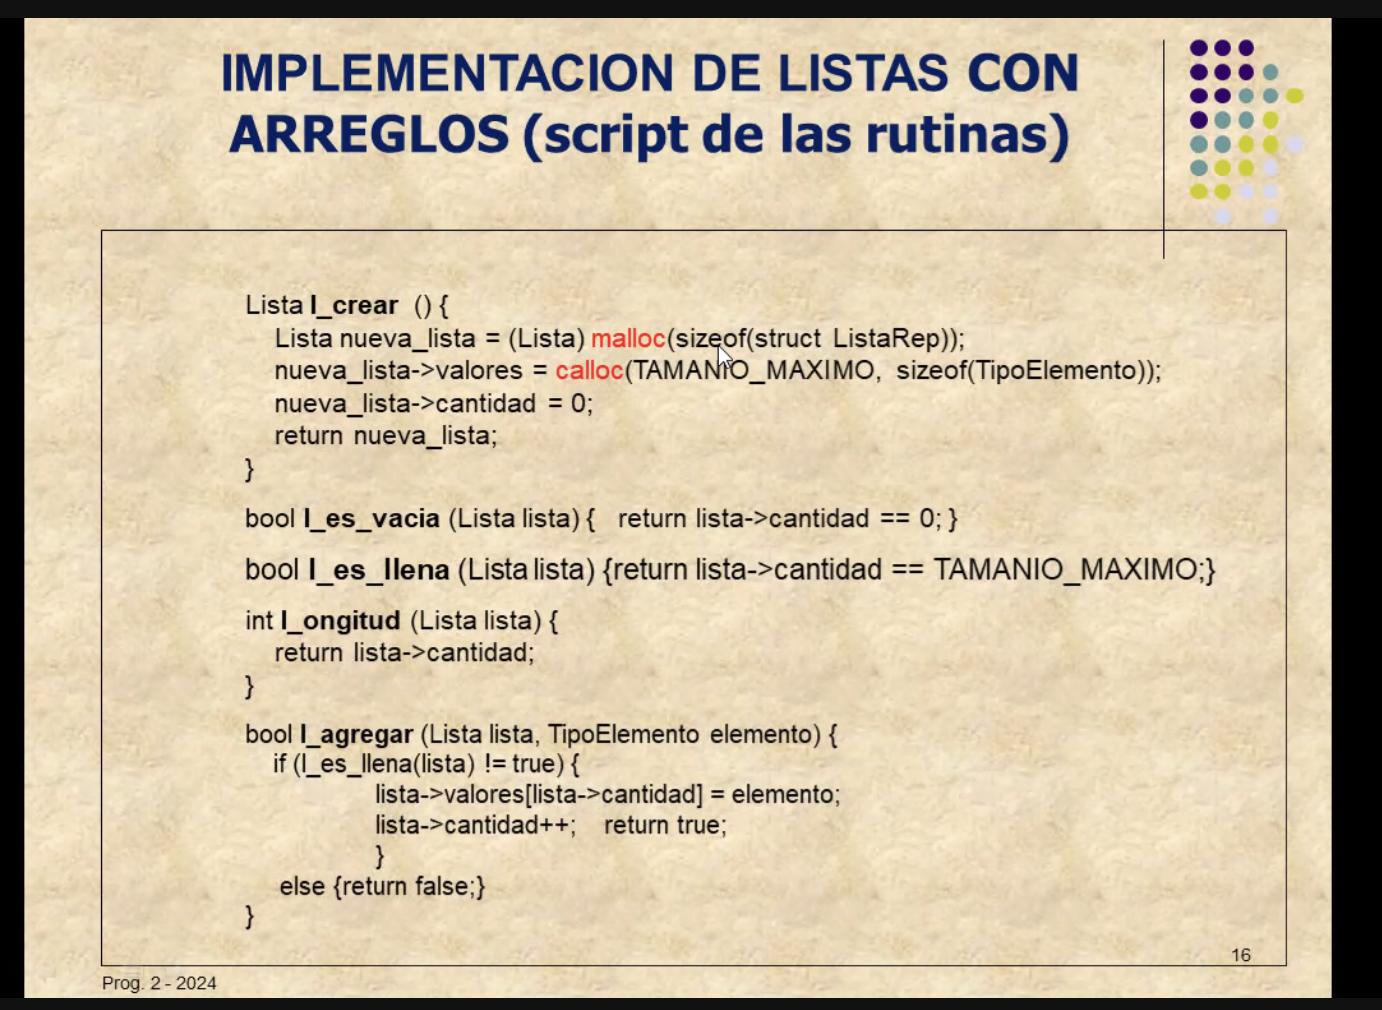 IMPLEMENTACION DE LISTAS CON
ARREGLOS (script de las rutinas)
Lista l_crear () {
Lista nueva_lista = (Lista) malloc(sizeof(struct ListaRep));
nueva_lista->valores = calloc(TAMANIO_MAXIMO, sizeof(TipoElemento));
nueva_lista->cantidad = 0;
return nueva_lista;
}
bool l_es_vacia (Lista lista) { return lista->cantidad == 0; }
bool l_es_llena (Lista lista) {return lista->cantidad == TAMANIO_MAXIMO;}
int l_ongitud (Lista lista) {
return lista->cantidad;
}
bool l_agregar (Lista lista, TipoElemento elemento) {
if (l_es_llena(lista) != true) {
lista->valores[lista->cantidad] = elemento;
lista->cantidad++; return true;
}
else {return false;}
}
16
Prog. 2 - 2024